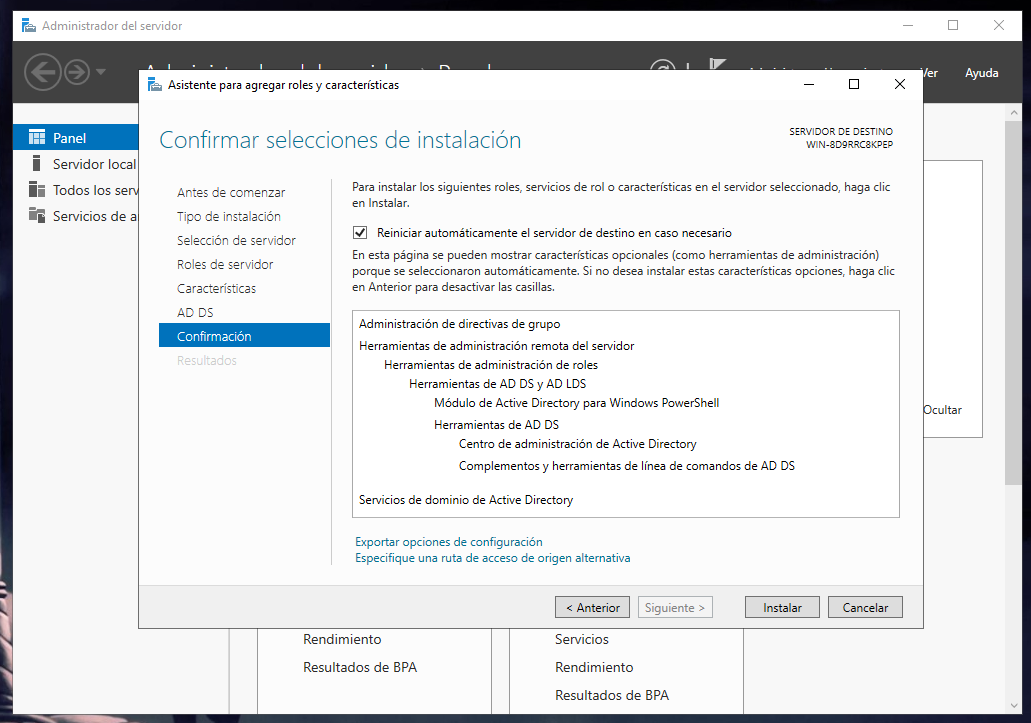 Administrador del servidor
Ver
Ayuda
Asistente para agregar roles y características
Panel
Servidor local
Todos los serv
Servicios de a
Confirmar selecciones de instalación
SERVIDOR DE DESTINO
WIN-8D9RRC8KPEP
Antes de comenzar
Tipo de instalación
Selección de servidor
Roles de servidor
Características
AD DS
Confirmación
Resultados
Para instalar los siguientes roles, servicios de rol o características en el servidor seleccionado, haga clic
en Instalar.
Reiniciar automáticamente el servidor de destino en caso necesario
En esta página se pueden mostrar características opcionales (como herramientas de administración)
porque se seleccionaron automáticamente. Si no desea instalar estas características opciones, haga clic
en Anterior para desactivar las casillas.
Administración de directivas de grupo
Herramientas de administración remota del servidor
Herramientas de administración de roles
Herramientas de AD DS y AD LDS
Módulo de Active Directory para Windows PowerShell
Herramientas de AD DS
Centro de administración de Active Directory
Complementos y herramientas de línea de comandos de AD DS
Servicios de dominio de Active Directory
Ocultar
Exportar opciones de configuración
Especifique una ruta de acceso de origen alternativa
< Anterior
Siguiente >
Instalar
Cancelar
Rendimiento
Resultados de BPA
Servicios
Rendimiento
Resultados de BPA